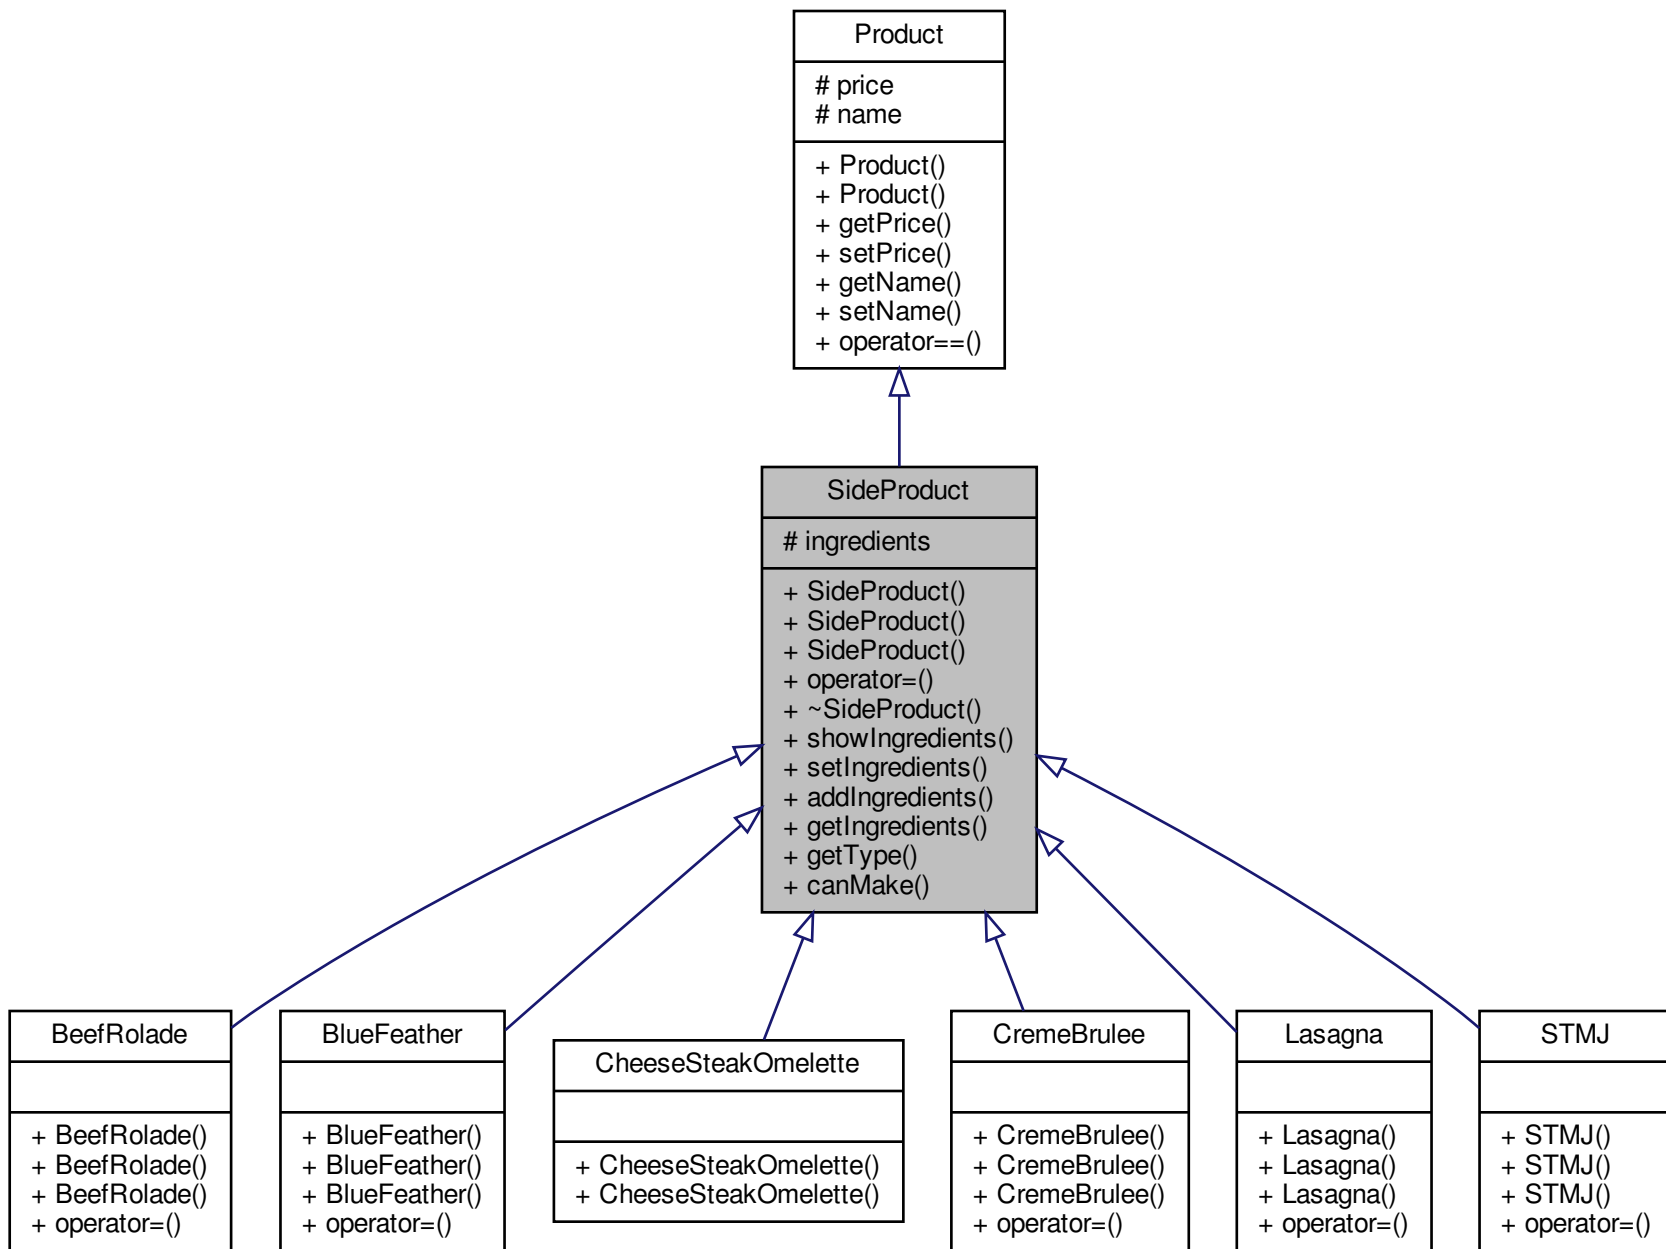 Product
# price
# name
+ Product()
+ Product()
+ getPrice()
+ setPrice()
+ getName()
+ setName()
+ operator==()
SideProduct
# ingredients
+ SideProduct()
+ SideProduct()
+ SideProduct()
+ operator=()
+ ~SideProduct()
+ showIngredients()
+ setIngredients()
+ addIngredients()
+ getIngredients()
+ getType()
+ canMake()
BeefRolade
+ BeefRolade()
+ BeefRolade()
+ BeefRolade()
+ operator=()
BlueFeather
+ BlueFeather()
+ BlueFeather()
+ BlueFeather()
+ operator=()
CheeseSteakOmelette
+ CheeseSteakOmelette()
+ CheeseSteakOmelette()
CremeBrulee
+ CremeBrulee()
+ CremeBrulee()
+ CremeBrulee()
+ operator=()
Lasagna
+ Lasagna()
+ Lasagna()
+ Lasagna()
+ operator=()
STMJ
+ STMJ()
+ STMJ()
+ STMJ()
+ operator=()